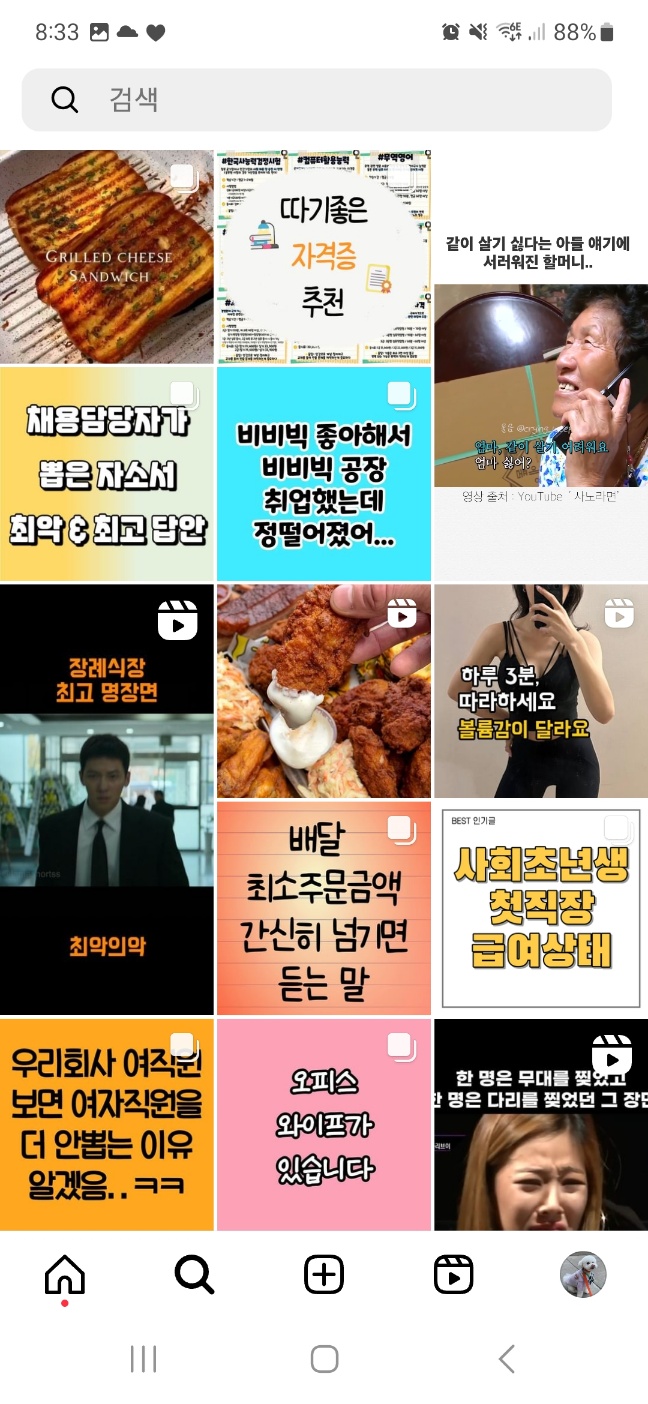 8:33
6E
88%
검색
GRILLED CHEESE
SANDWICH
#한국사능력검정시험
#컴퓨터활용능력
#무역영어
따기좋은
자격증
추천
같이 살기 싫다는 아들 얘기에
서러워진 할머니..
엄마, 같이 살기 어려워요
엄마 싫어?
영상 출처 : YouTube ' 사노라면'
채용담당자가
뽑은 자소서
최악 & 최고 답안
비비빅 좋아해서
비비빅 공장
취업했는데
정떨어졌어...
장례식장
최고 명장면
최악의악
하루 3분,
따라하세요
볼륨감이 달라요
배달
최소주문금액
간신히 넘기면
듣는 말
BEST 인기글
사회초년생
첫직장
급여상태
우리회사 여직원
보면 여자직원을
더 안뽑는 이유
알겠음..ㅋㅋ
오피스
와이프가
있습니다
한 명은 무대를 찢었고
한 명은 다리를 찢었던 그 장면